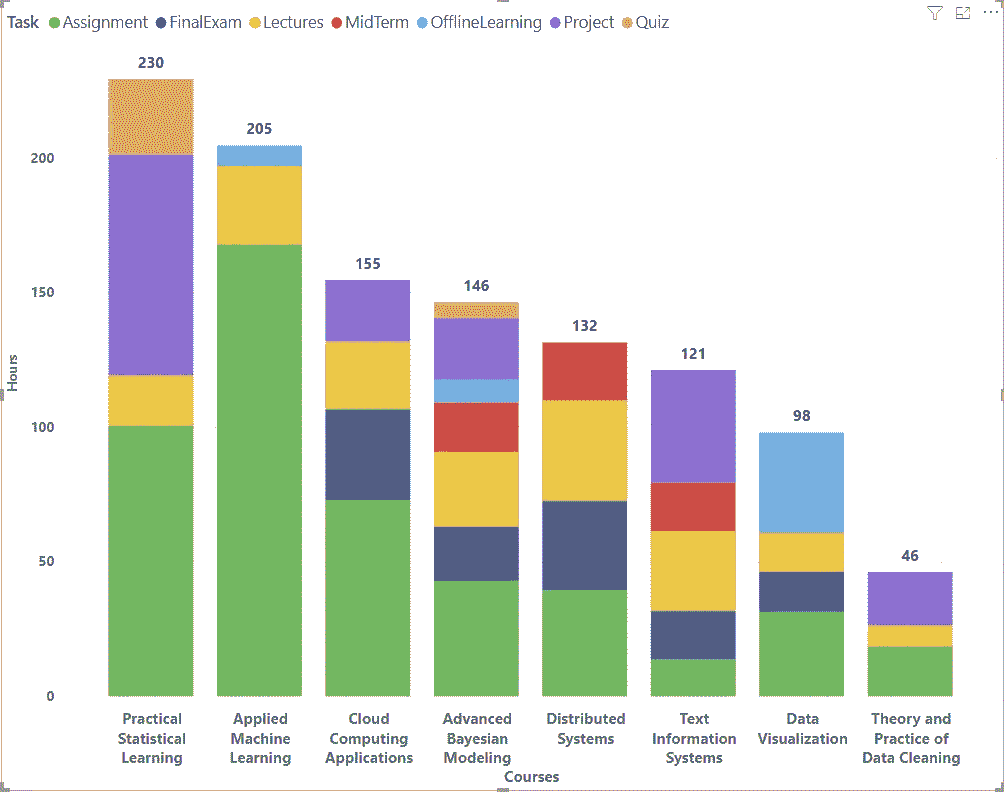 Task Assignment FinalExam Lectures MidTerm OfflineLearning Project Quiz
230
205
200
155
150
146
132
121
100
98
50
46
0
Hours
Practical Statistical Learning
Applied Machine Learning
Cloud Computing Applications
Advanced Bayesian Modeling
Distributed Systems
Text Information Systems
Data Visualization
Theory and Practice of Data Cleaning
Courses